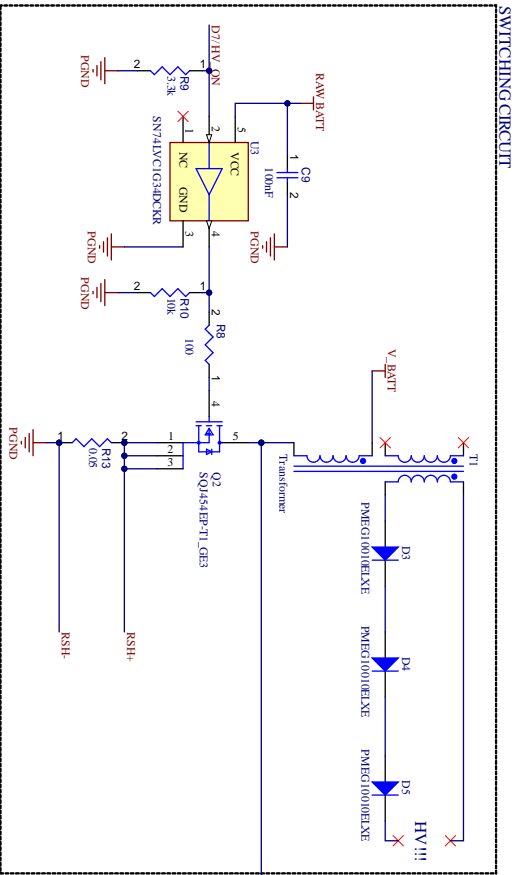 SWITCHING CIRCUIT
T1
V_BATT
Transformer
D3
PMEG10010ELXE
D4
PMEG10010ELXE
D5
PMEG10010ELXE
HV!!!
RAW BATT
1
C9
2
100nF
PGND
D7/HV_ON
2
R9
1
3.3k
PGND
U3
5
VCC
2
4
1
NC
GND
3
SN74LVC1G34DCKR
PGND
2
R10
1
10k
PGND
2
R8
1
100
4
5
1
2
3
Q2
SQJ454EP-T1_GE3
1
R13
2
0.05
PGND
RSH+
RSH-